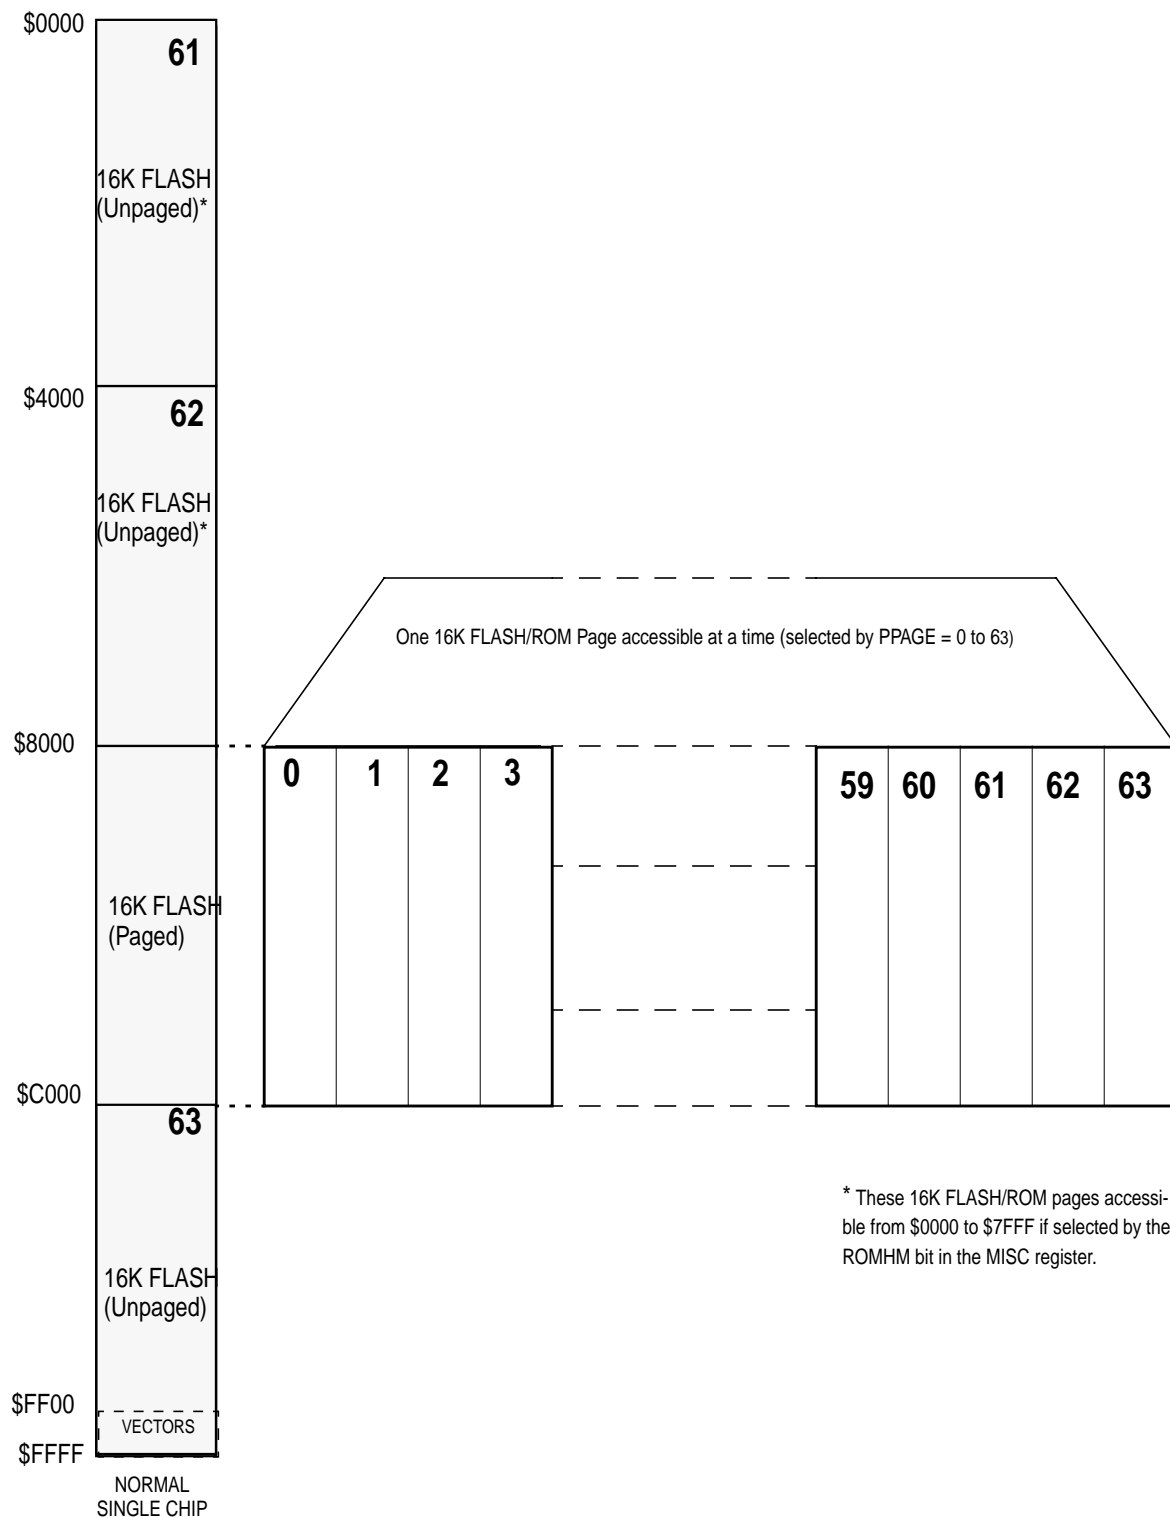 $0000
61
16K FLASH
(Unpaged)*
$4000
62
16K FLASH
(Unpaged)*
One 16K FLASH/ROM Page accessible at a time (selected by PPAGE = 0 to 63)
$8000
0 1 2 3 59 60 61 62 63
16K FLASH
(Paged)
$C000
63
* These 16K FLASH/ROM pages accessi-
ble from $0000 to $7FFF if selected by the
ROMHM bit in the MISC register.
16K FLASH
(Unpaged)
$FF00
VECTORS
$FFFF
NORMAL
SINGLE CHIP